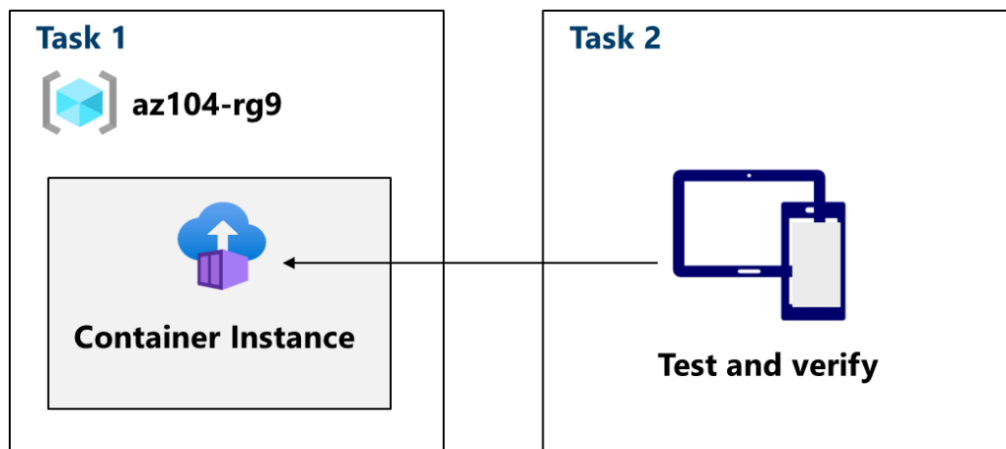 Task 1
az104-rg9
Container Instance
Task 2
Test and verify